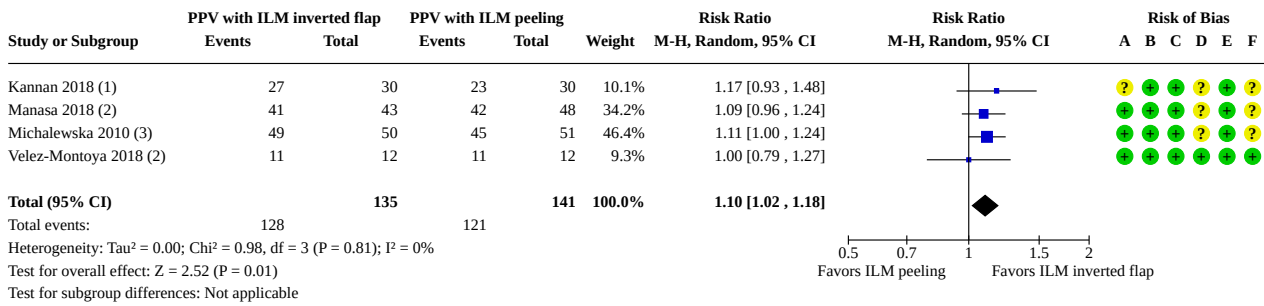 PPV with ILM inverted flap PPV with ILM peeling Risk Ratio Risk Ratio Risk of Bias
Study or Subgroup Events Total Events Total Weight M-H, Random, 95% CI M-H, Random, 95% CI A B C D E F
Kannan 2018 (1) 27 30 23 30 10.1% 1.17 [0.93 , 1.48] ? + + ? + ?
Manasa 2018 (2) 41 43 42 48 34.2% 1.09 [0.96 , 1.24] + + + ? + ?
Michalewska 2010 (3) 49 50 45 51 46.4% 1.11 [1.00 , 1.24] + + + ? + ?
Velez-Montoya 2018 (2) 11 12 11 12 9.3% 1.00 [0.79 , 1.27] + + + + + +
Total (95% CI) 135 141 100.0% 1.10 [1.02 , 1.18]
Total events: 128 121
Heterogeneity: Tau² = 0.00; Chi² = 0.98, df = 3 (P = 0.81); I² = 0%
0.5 0.7 1 1.5 2
Test for overall effect: Z = 2.52 (P = 0.01)
Favors ILM peeling Favors ILM inverted flap
Test for subgroup differences: Not applicable